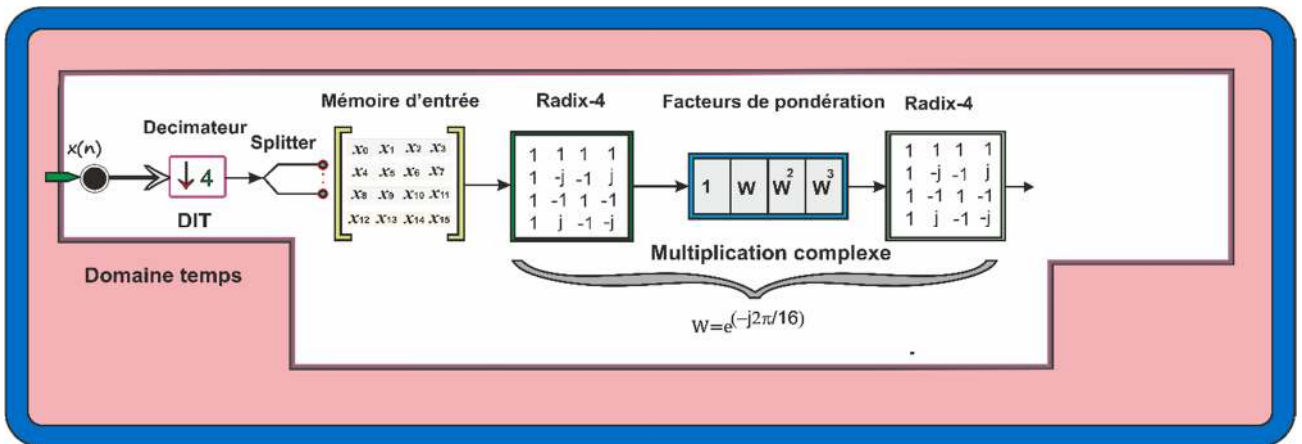 Mémoire d'entrée
Radix-4
Facteurs de pondération
Radix-4
Decimateur
Splitter
x(n)
↓ 4
DIT
x₀ x₁ x₂ x₃
x₄ x₅ x₆ x₇
x₈ x₉ x₁₀ x₁₁
x₁₂ x₁₃ x₁₄ x₁₅
1 1 1 1
1 -j -1 j
1 -1 1 -1
1 j -1 -j
1 W W² W³
1 1 1 1
1 -j -1 j
1 -1 1 -1
1 j -1 -j
Multiplication complexe
Domaine temps
W=e^(−j2π/16)